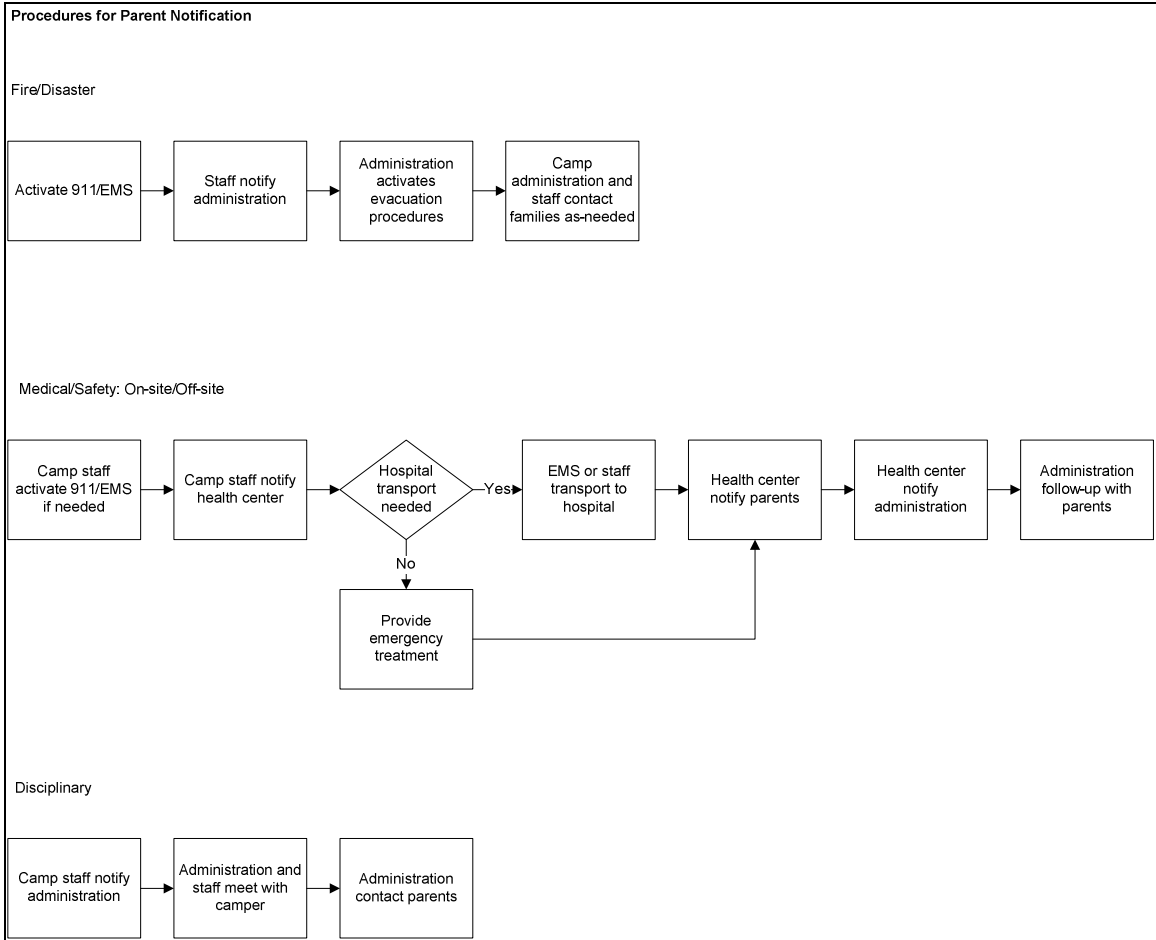 Procedures for Parent Notification
Fire/Disaster
Activate 911/EMS
Staff notify
administration
Administration
activates
evacuation
procedures
Camp
administration and
staff contact
families as-needed
Medical/Safety: On-site/Off-site
Camp staff
activate 911/EMS
if needed
Camp staff notify
health center
Hospital
transport
needed
Yes
EMS or staff
transport to
hospital
Health center
notify parents
Health center
notify
administration
Administration
follow-up with
parents
No
Provide
emergency
treatment
Disciplinary
Camp staff notify
administration
Administration and
staff meet with
camper
Administration
contact parents